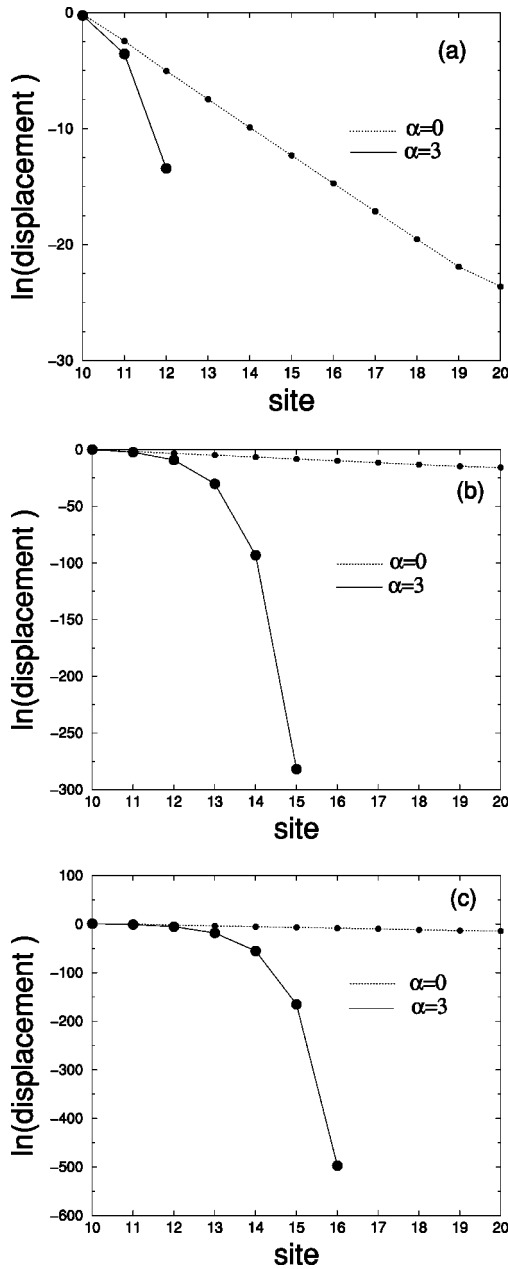 0
(a)
α=0
α=3
−10
−20
−30
10 11 12 13 14 15 16 17 18 19 20
site
ln(displacement )
0
(b)
−50
−100
α=0
α=3
−150
−200
−250
−300
10 11 12 13 14 15 16 17 18 19 20
site
ln(displacement )
100
(c)
0
−100
α=0
α=3
−200
−300
−400
−500
−600
10 11 12 13 14 15 16 17 18 19 20
site
ln(displacement )